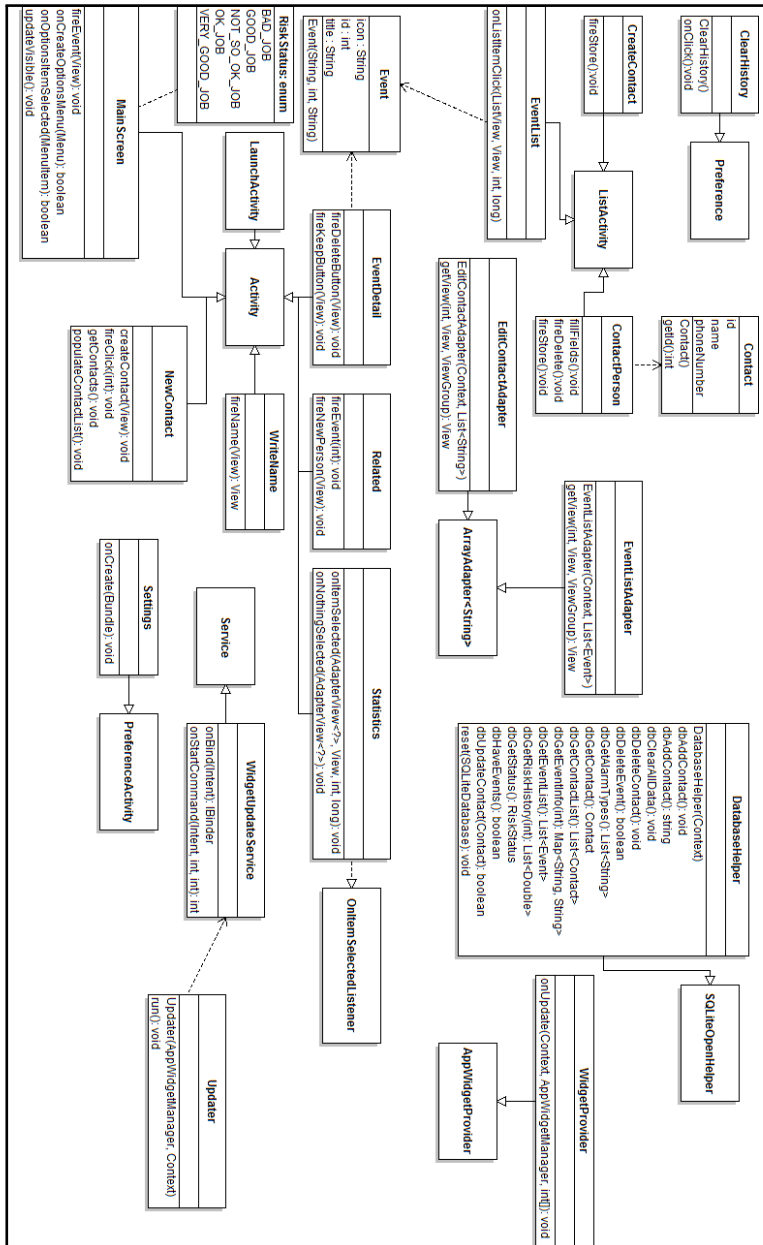 ClearHistory
ClearHistory()
onClick():void
Preference
Contact
id
name
phoneNumber
Contact()
getId():int
CreateContact
fireStore():void
ListActivity
ContactPerson
fillFields():void
fireDelete():void
fireStore():void
EventList
onListItemClick(ListView, View, int, long)
EditContactAdapter
EditContactAdapter(Context, List<String>)
getView(int, View, ViewGroup): View
ArrayAdapter<String>
EventListAdapter
EventListAdapter(Context, List<Event>)
getView(int, View, ViewGroup): View
DatabaseHelper
DatabaseHelper(Context)
dbAddContact(): void
dbAddContact(): string
dbClearAllData(): void
dbDeleteContact(): void
dbDeleteEvent(): boolean
dbGetAlarmTypes(): List<String>
dbGetContact(): Contact
dbGetContactList(): List<Contact>
dbGetEventInfo(int): Map<String, String>
dbGetEventList(): List<Event>
dbGetRiskHistory(int): List<Double>
dbGetStatus(): RiskStatus
dbHaveEvents(): boolean
dbUpdateContact(Contact): boolean
reset(SQLiteDatabase): void
SQLiteOpenHelper
WidgetProvider
onUpdate(Context, AppWidgetManager, int[]): void
AppWidgetProvider
Event
icon : String
id : int
title : String
Event(String, int, String)
EventDetail
fireDeleteButton(View): void
fireKeepButton(View): void
Related
fireEvent(int): void
fireNewPerson(View): void
Statistics
onItemSelected(AdapterView<?>, View, int, long): void
onNothingSelected(AdapterView<?>): void
OnItemSelectedListener
RiskStatus: enum
BAD_JOB
GOOD_JOB
NOT_SO_OK_JOB
OK_JOB
VERY_GOOD_JOB
LaunchActivity
Activity
WriteName
fireName(View): View
Service
WidgetUpdateService
onBind(Intent): IBinder
onStartCommand(Intent, int, int): int
Updater
Updater(AppWidgetManager, Context)
run(): void
MainScreen
fireEvent(View): void
onCreateOptionsMenu(Menu): boolean
onOptionsItemSelected(MenuItem): boolean
updateVisible(): void
NewContact
createContact(View): void
fireClick(int): void
getContacts(): void
populateContactList(): void
Settings
onCreate(Bundle): void
PreferenceActivity